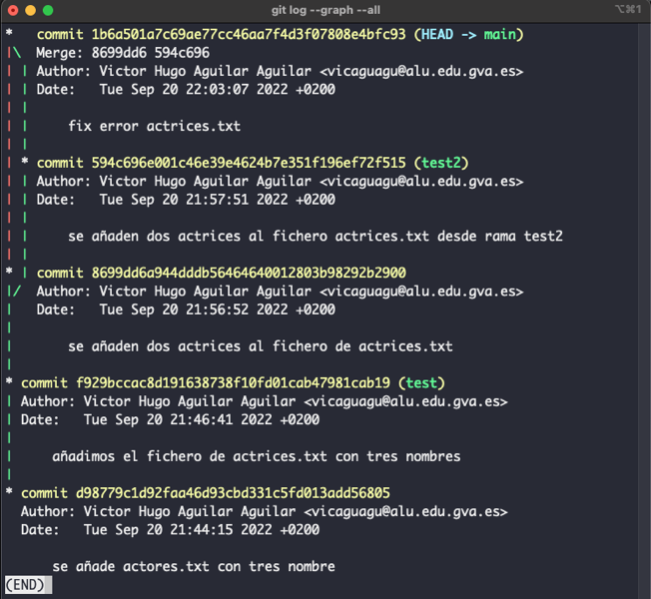 git log --graph --all
⌥⌘1
*   commit 1b6a501a7c69ae77cc46aa7f4d3f07808e4bfc93 (HEAD -> main)
|\  Merge: 8699dd6 594c696
| | Author: Victor Hugo Aguilar Aguilar <vicaguagu@alu.edu.gva.es>
| | Date:   Tue Sep 20 22:03:07 2022 +0200
| |
| |     fix error actrices.txt
| |
| * commit 594c696e001c46e39e4624b7e351f196ef72f515 (test2)
| | Author: Victor Hugo Aguilar Aguilar <vicaguagu@alu.edu.gva.es>
| | Date:   Tue Sep 20 21:57:51 2022 +0200
| |
| |     se añaden dos actrices al fichero actrices.txt desde rama test2
| |
* | commit 8699dd6a944dddb56464640012803b98292b2900
|/  Author: Victor Hugo Aguilar Aguilar <vicaguagu@alu.edu.gva.es>
|   Date:   Tue Sep 20 21:56:52 2022 +0200
|
|       se añaden dos actrices al fichero de actrices.txt
|
* commit f929bccac8d191638738f10fd01cab47981cab19 (test)
| Author: Victor Hugo Aguilar Aguilar <vicaguagu@alu.edu.gva.es>
| Date:   Tue Sep 20 21:46:41 2022 +0200
|
|     añadimos el fichero de actrices.txt con tres nombres
|
* commit d98779c1d92faa46d93cbd331c5fd013add56805
  Author: Victor Hugo Aguilar Aguilar <vicaguagu@alu.edu.gva.es>
  Date:   Tue Sep 20 21:44:15 2022 +0200

      se añade actores.txt con tres nombre
(END)